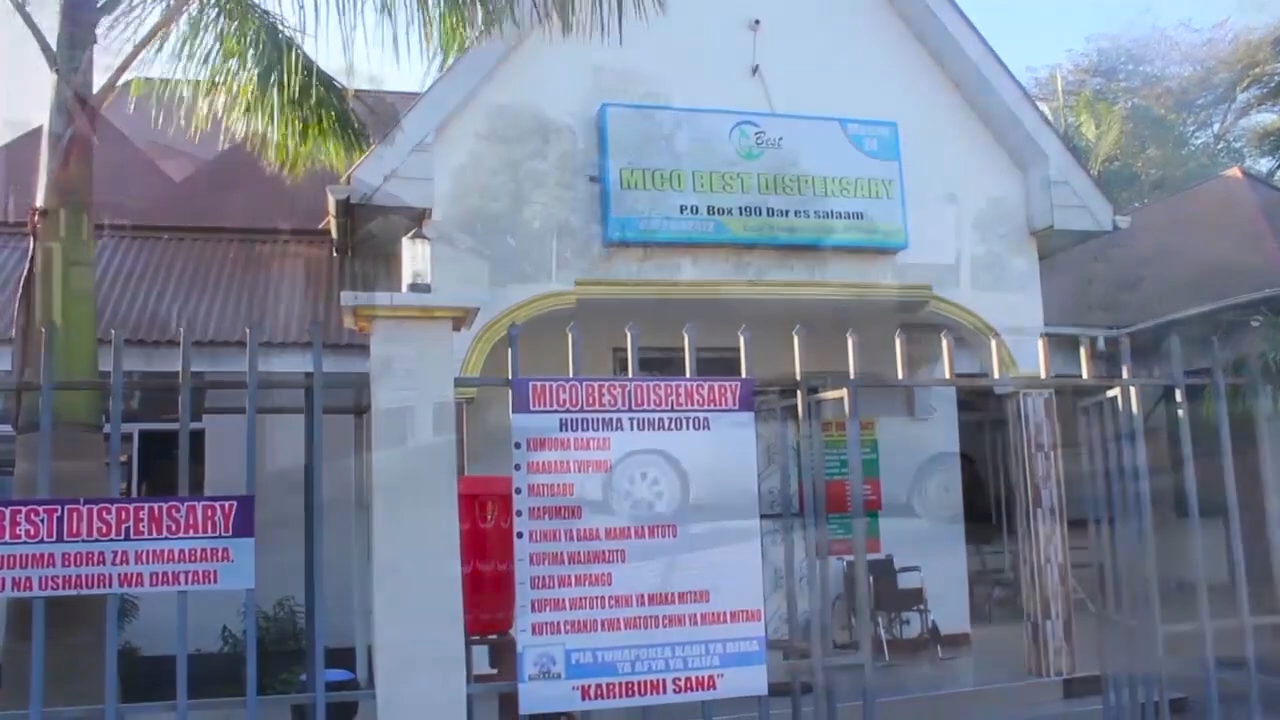 Best
MICO BEST DISPENSARY
P.O. Box 190 Dar es salaam
MICO BEST DISPENSARY
HUDUMA TUNAZOTOA
KUMUONA DAKTARI
MAABARA (VIPIMO)
MATIBABU
MAPUMZIKO
KLINIKI YA BABA, MAMA NA MTOTO
KUPIMA WAJAWAZITO
UZAZI WA MPANGO
KUPIMA WATOTO CHINI YA MIAKA MITANO
KUTOA CHANJO KWA WATOTO CHINI YA MIAKA MITANO
PIA TUNAPOKEA KADI YA BIMA
YA AFYA YA TAIFA
"KARIBUNI SANA"
BEST DISPENSARY
HUDUMA BORA ZA KIMAABARA,
NA USHAURI WA DAKTARI